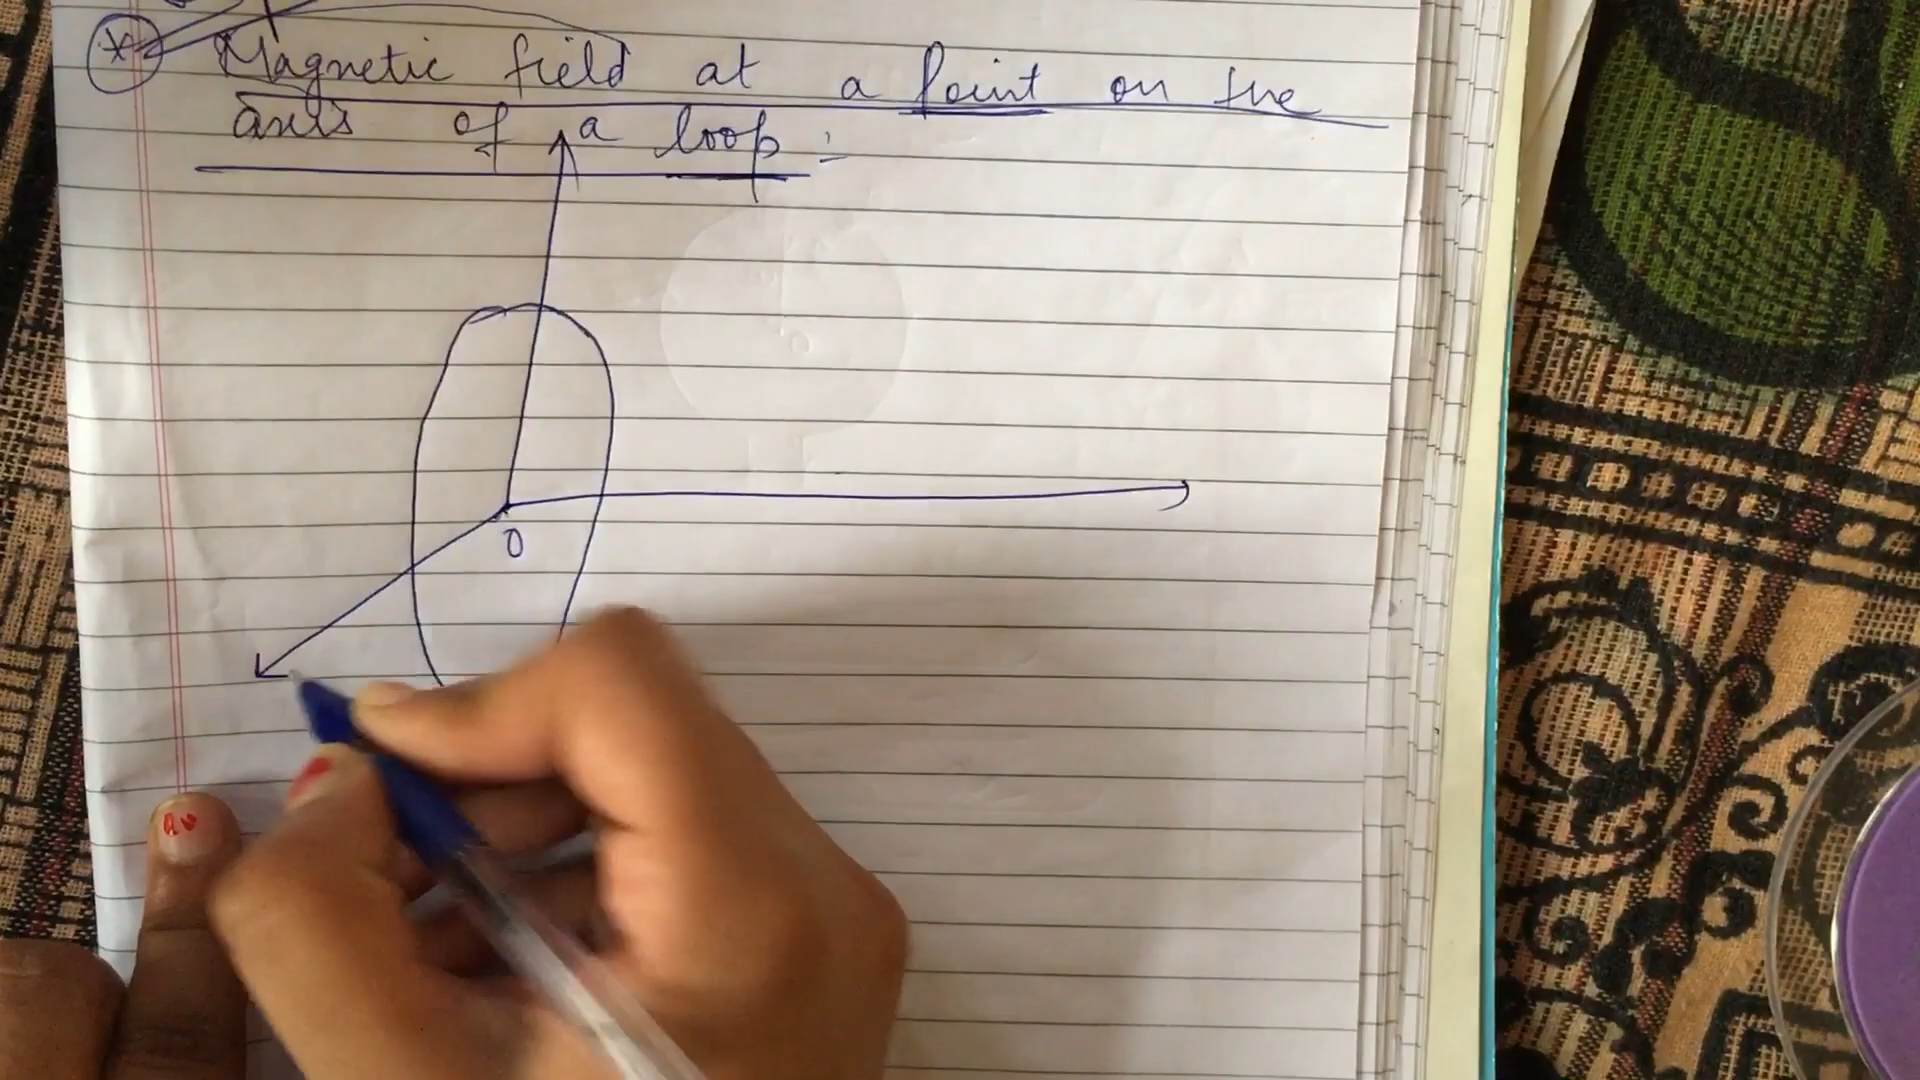 Magnetic field at a point on the
axis of a loop :-
O